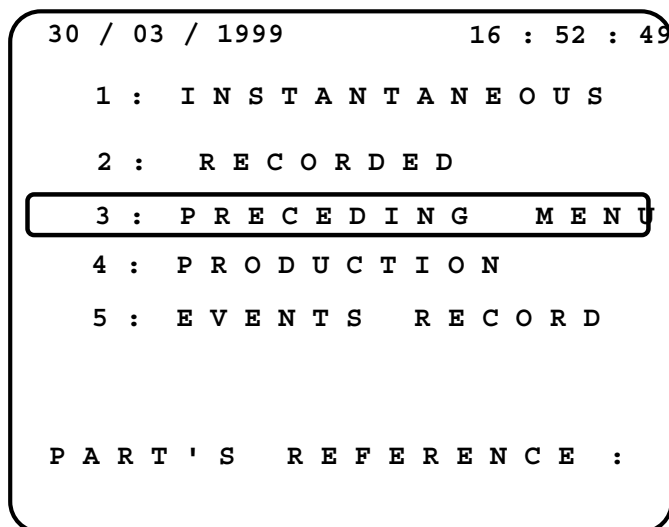 30 / 03 / 1999 16 : 52 : 49
1 : INSTANTANEOUS
2 : RECORDED
3 : PRECEDING MENU
4 : PRODUCTION
5 : EVENTS RECORD
PART'S REFERENCE :